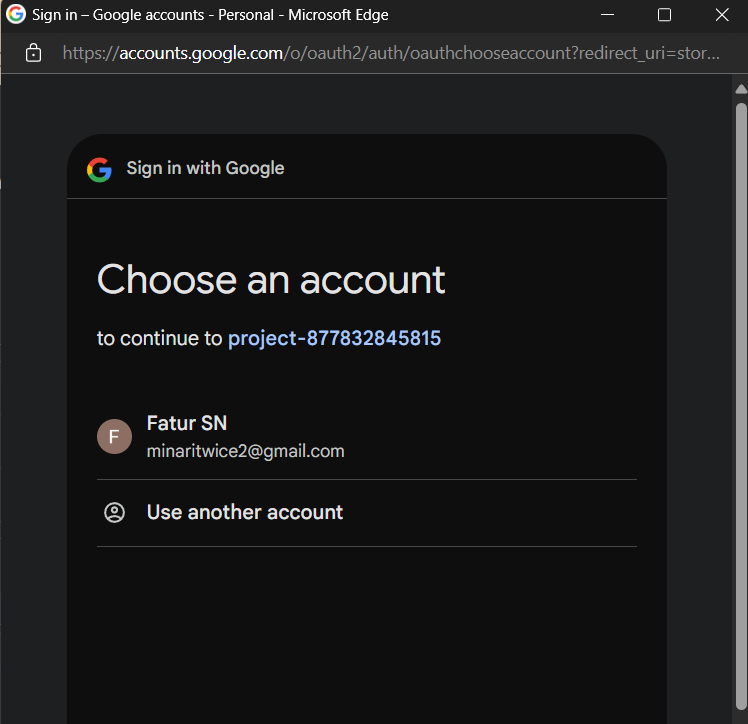 Sign in – Google accounts - Personal - Microsoft Edge
https://accounts.google.com/o/oauth2/auth/oauthchooseaccount?redirect_uri=stor...
Sign in with Google
Choose an account
to continue to project-877832845815
F
Fatur SN
minaritwice2@gmail.com
Use another account